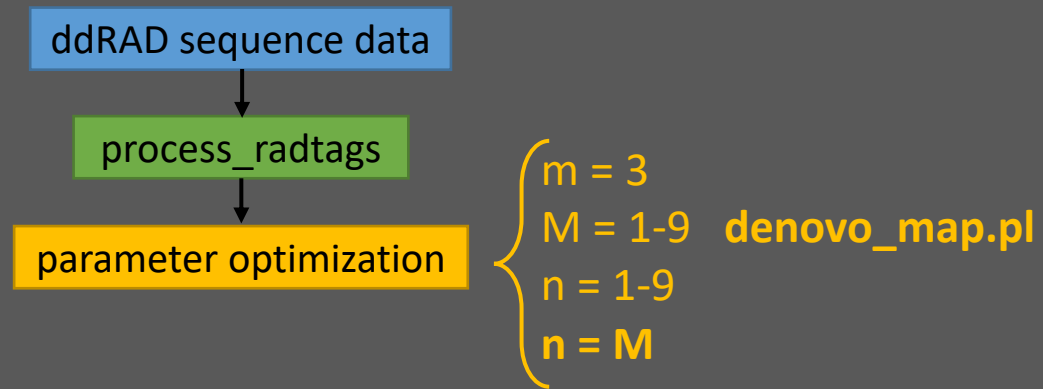 ddRAD sequence data
process_radtags
parameter optimization
m = 3
M = 1-9 denovo_map.pl
n = 1-9
n = M